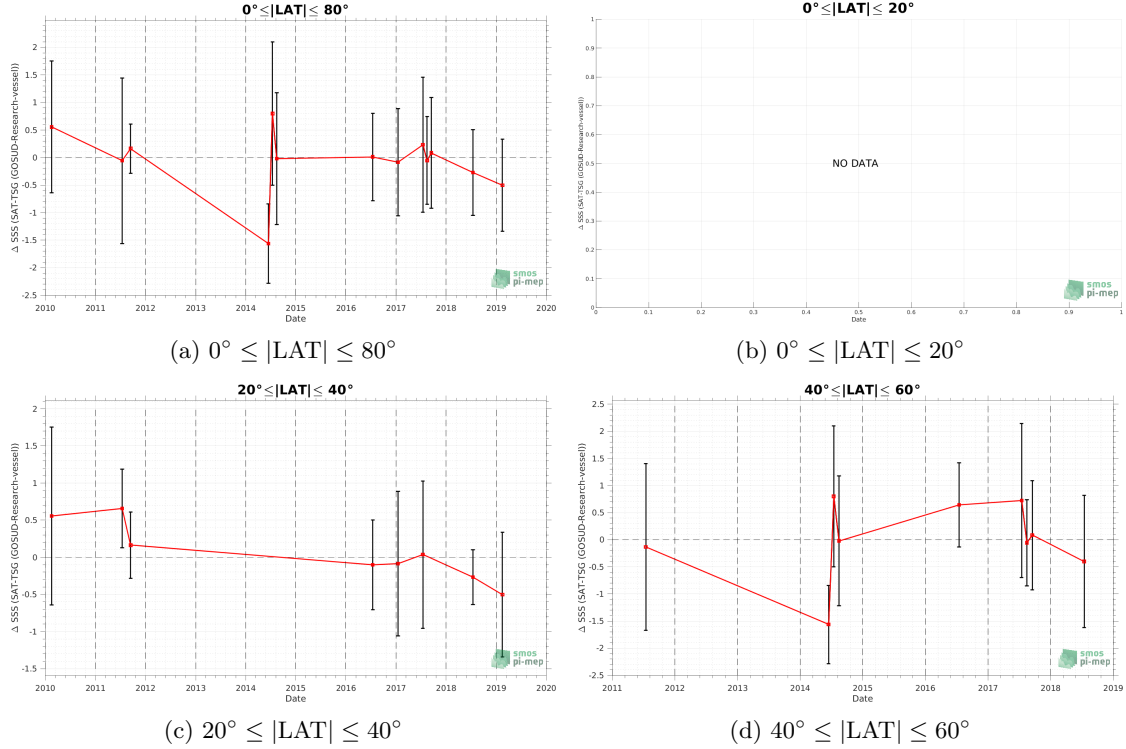 0°≤|LAT|≤ 80°
Δ SSS (SAT-TSG (GOSUD-Research-vessel))
2
1.5
1
0.5
0
-0.5
-1
-1.5
-2
-2.5
2010 2011 2012 2013 2014 2015 2016 2017 2018 2019 2020
Date
smos
pi-mep
(a) 0° ≤ |LAT| ≤ 80°
0°≤|LAT|≤ 20°
Δ SSS (SAT-TSG (GOSUD-Research-vessel))
1
0.9
0.8
0.7
0.6
0.5
0.4
0.3
0.2
0.1
0
NO DATA
0 0.1 0.2 0.3 0.4 0.5 0.6 0.7 0.8 0.9 1
Date
smos
pi-mep
(b) 0° ≤ |LAT| ≤ 20°
20°≤|LAT|≤ 40°
Δ SSS (SAT-TSG (GOSUD-Research-vessel))
2
1.5
1
0.5
0
-0.5
-1
-1.5
2010 2011 2012 2013 2014 2015 2016 2017 2018 2019 2020
Date
smos
pi-mep
(c) 20° ≤ |LAT| ≤ 40°
40°≤|LAT|≤ 60°
Δ SSS (SAT-TSG (GOSUD-Research-vessel))
2.5
2
1.5
1
0.5
0
-0.5
-1
-1.5
-2
-2.5
2011 2012 2013 2014 2015 2016 2017 2018 2019
Date
smos
pi-mep
(d) 40° ≤ |LAT| ≤ 60°